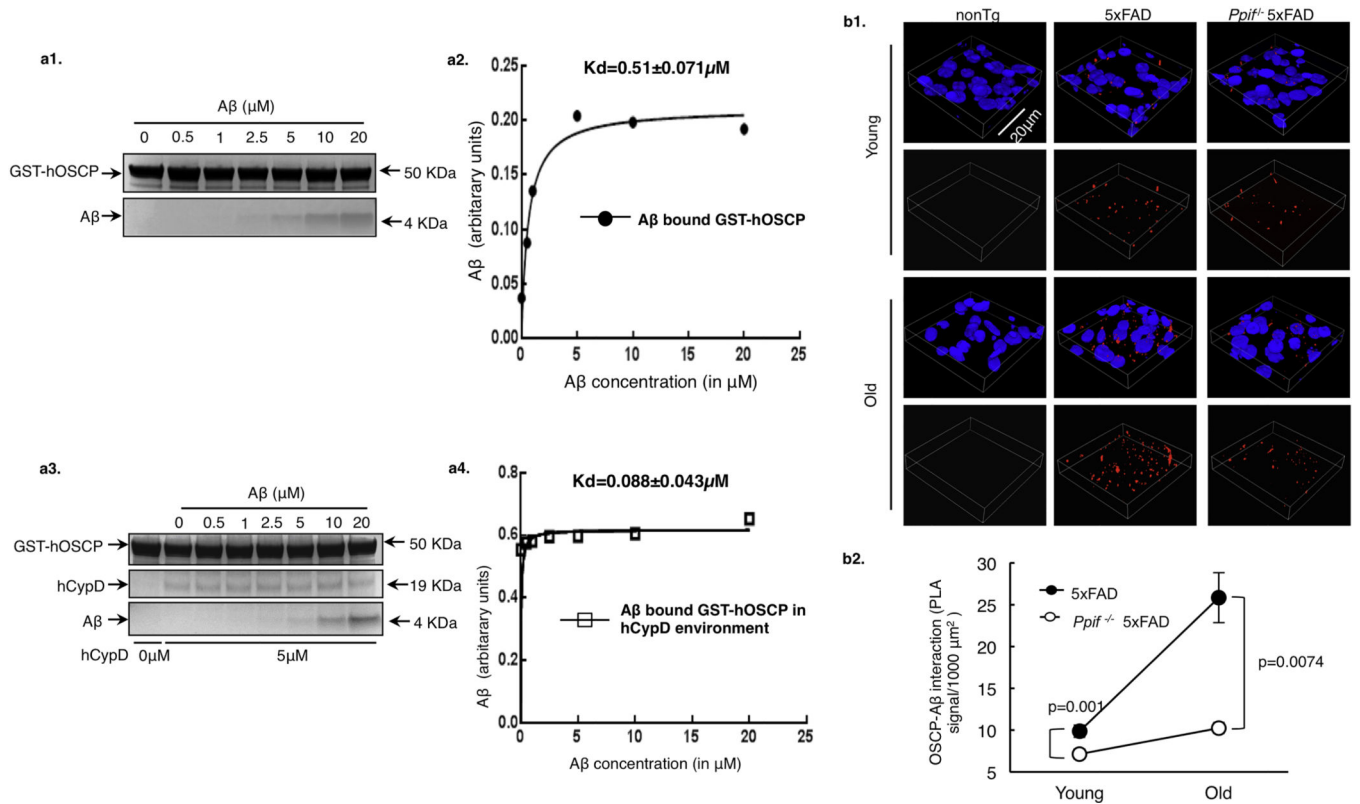 a1.
Aβ (μM)
0 0.5 1 2.5 5 10 20
GST-hOSCP
50 KDa
Aβ
4 KDa
a2.
Kd=0.51±0.071μM
Aβ (arbitarary units)
0.25
0.20
0.15
0.10
0.05
0.00
Aβ bound GST-hOSCP
0 5 10 15 20 25
Aβ concentration (in μM)
a3.
Aβ (μM)
0 0.5 1 2.5 5 10 20
GST-hOSCP
50 KDa
hCypD
19 KDa
Aβ
4 KDa
hCypD 0μM 5μM
a4.
Kd=0.088±0.043μM
Aβ (arbitarary units)
0.8
0.6
0.4
0.2
0.0
Aβ bound GST-hOSCP in
hCypD environment
0 5 10 15 20 25
Aβ concentration (in μM)
b1.
nonTg 5xFAD Ppif-/- 5xFAD
Young
20μm
Old
b2.
OSCP-Aβ interaction (PLA
signal/1000 μm²)
30
25
20
15
10
5
5xFAD
Ppif -/- 5xFAD
p=0.001
p=0.0074
Young Old